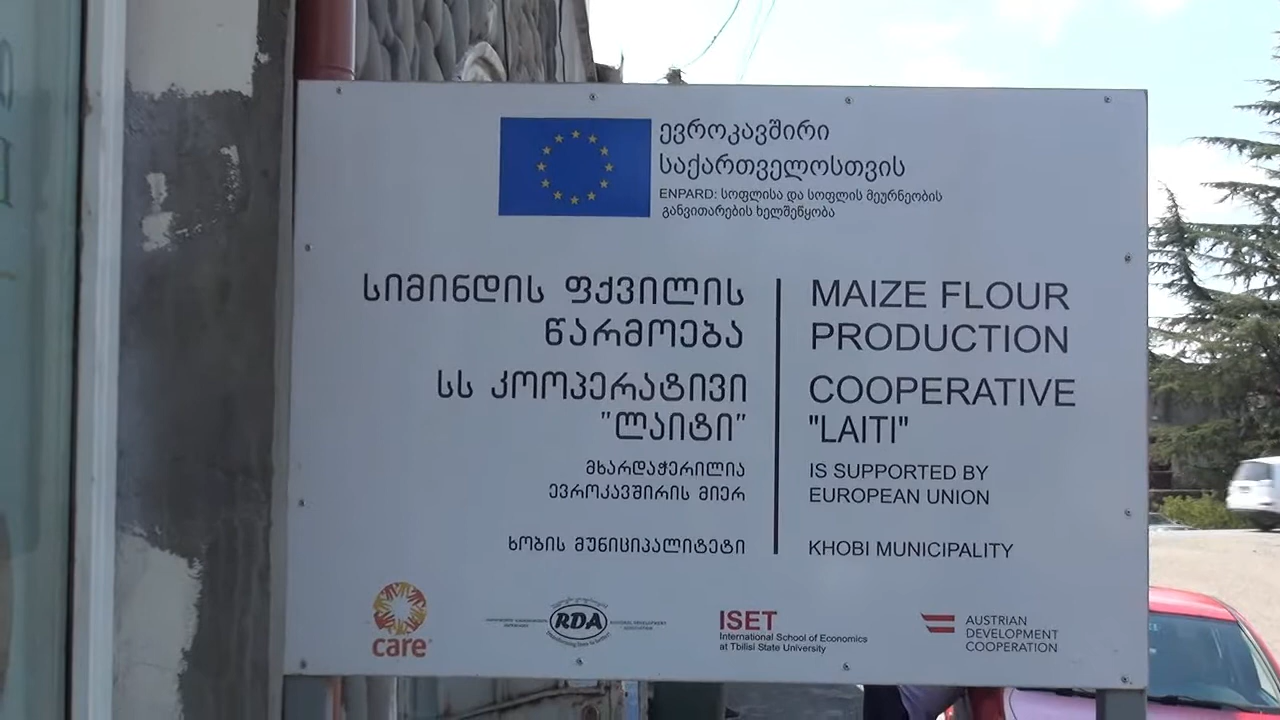 ევროკავშირი
საქართველოსთვის
ENPARD: სოფლისა და სოფლის მეურნეობის
განვითარების ხელშეწყობა
სიმინდის ფქვილის
წარმოება
სს კოოპერატივი
"ლაიტი"
მხარდაჭერილია
ევროკავშირის მიერ
ხობის მუნიციპალიტეტი
MAIZE FLOUR
PRODUCTION
COOPERATIVE
"LAITI"
IS SUPPORTED BY
EUROPEAN UNION
KHOBI MUNICIPALITY
care
RDA
ISET
International School of Economics
at Tbilisi State University
AUSTRIAN
DEVELOPMENT
COOPERATION